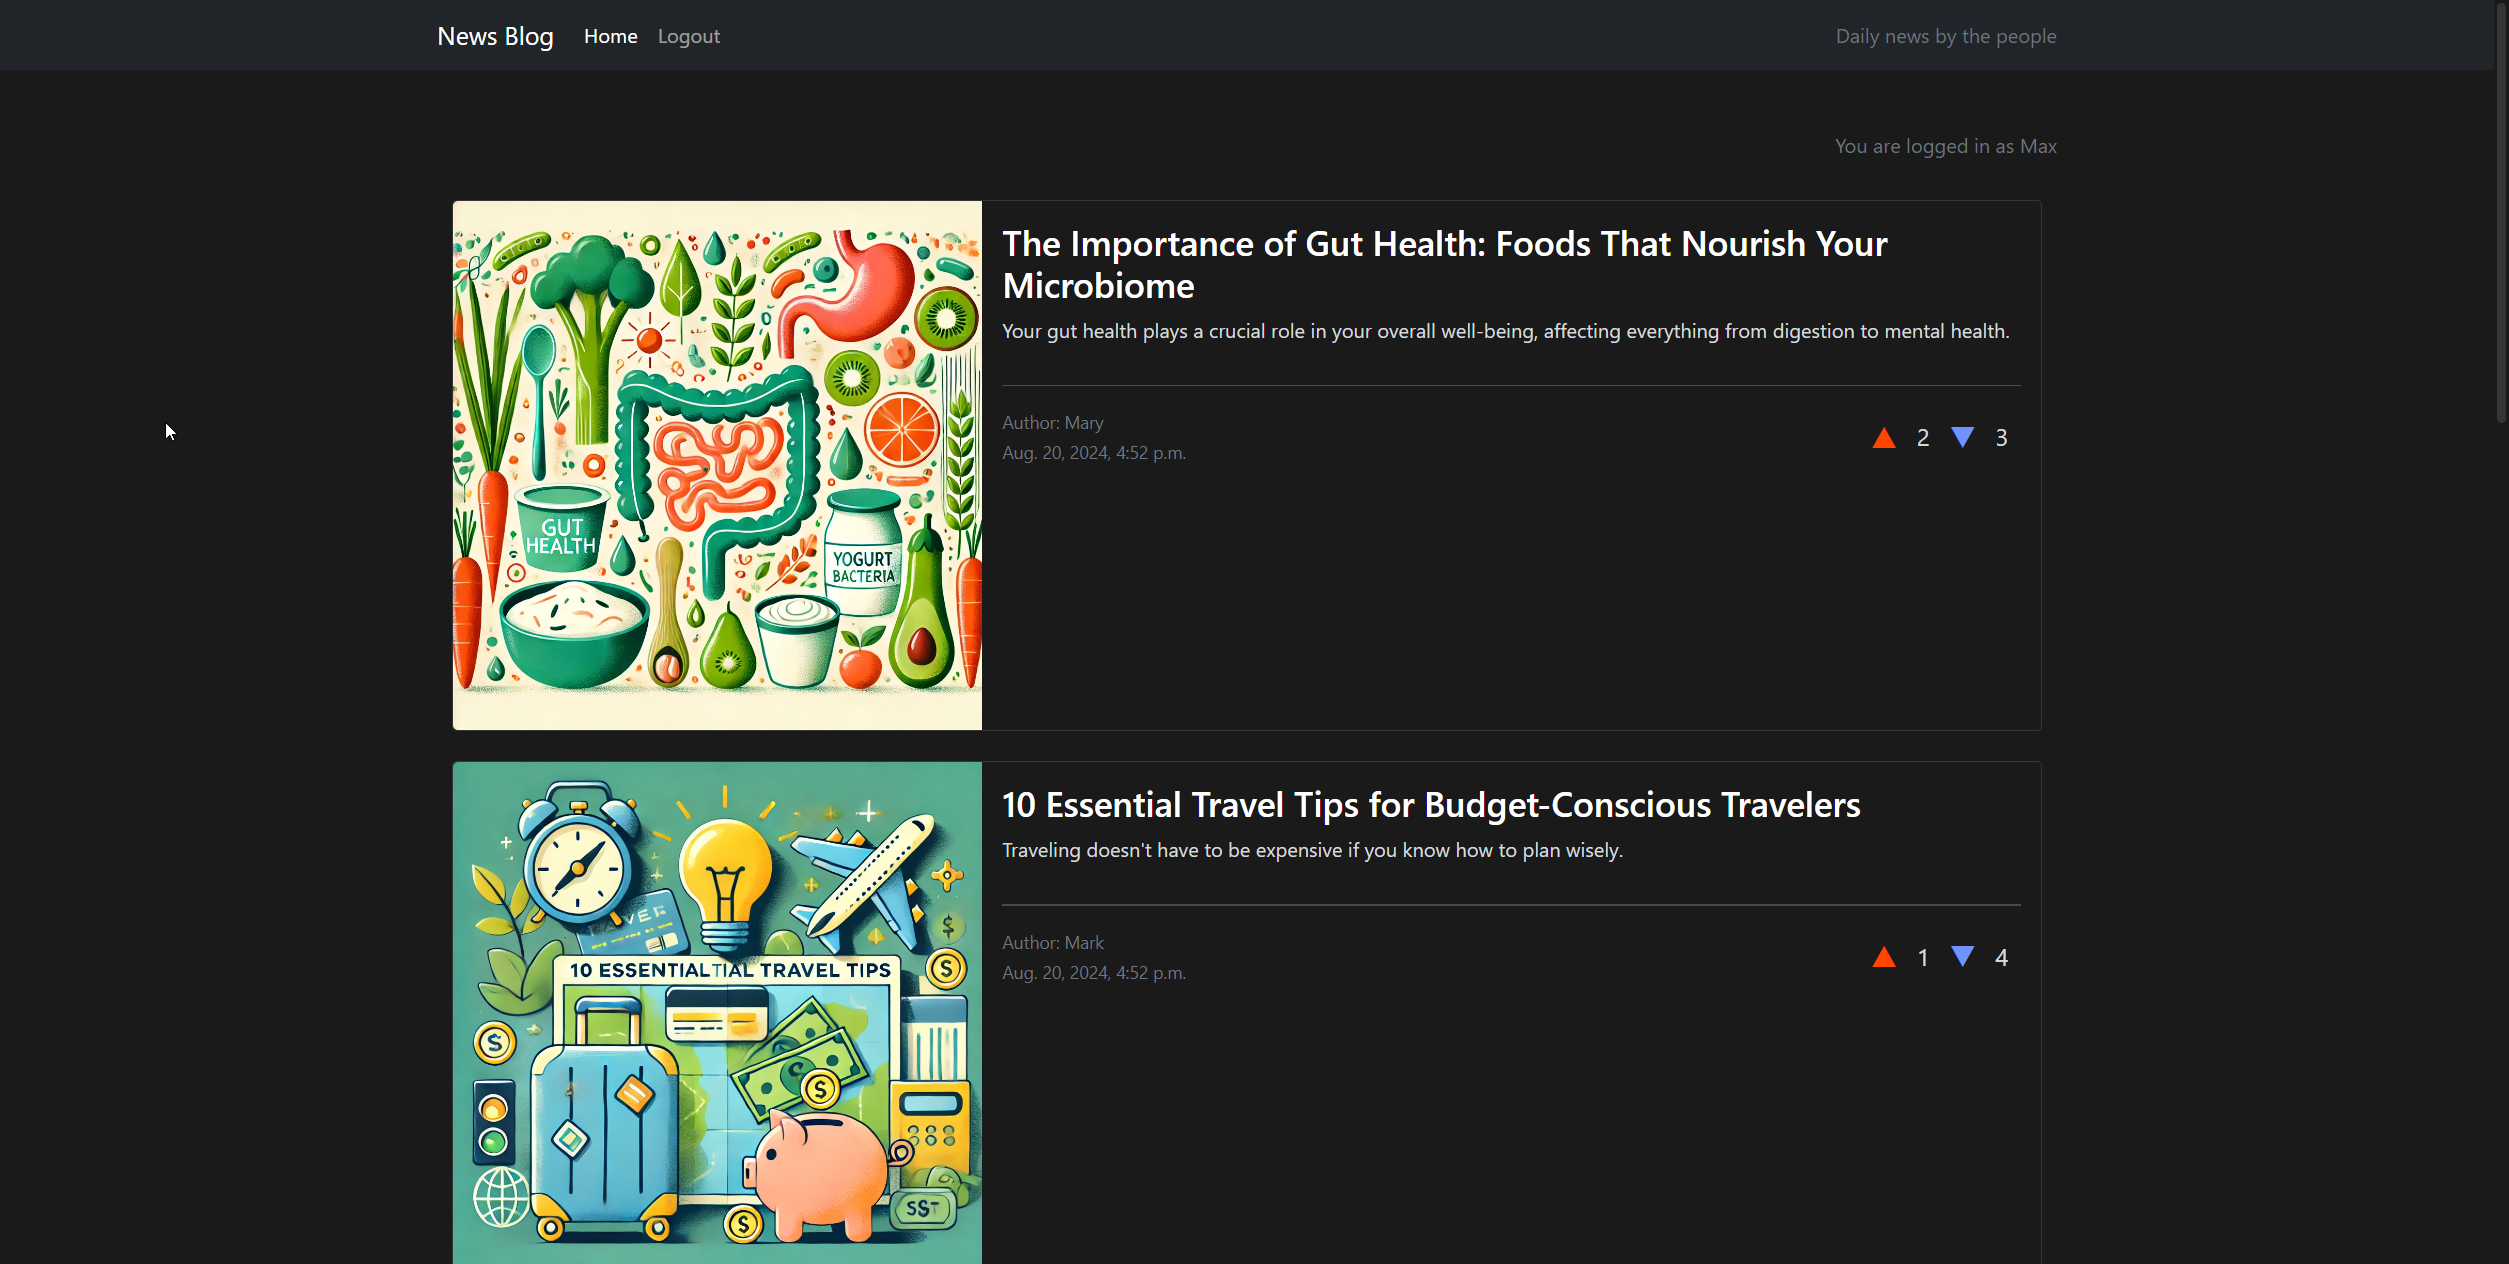 News Blog Home Logout Daily news by the people
You are logged in as Max
The Importance of Gut Health: Foods That Nourish Your
Microbiome
Your gut health plays a crucial role in your overall well-being, affecting everything from digestion to mental health.
Author: Mary
Aug. 20, 2024, 4:52 p.m.
2 3
GUT
HEALTH
YOGURT
BACTERIA
10 Essential Travel Tips for Budget-Conscious Travelers
Traveling doesn't have to be expensive if you know how to plan wisely.
Author: Mark
Aug. 20, 2024, 4:52 p.m.
1 4
10 ESSENTIALTIAL TRAVEL TIPS
$
$
$
$
$